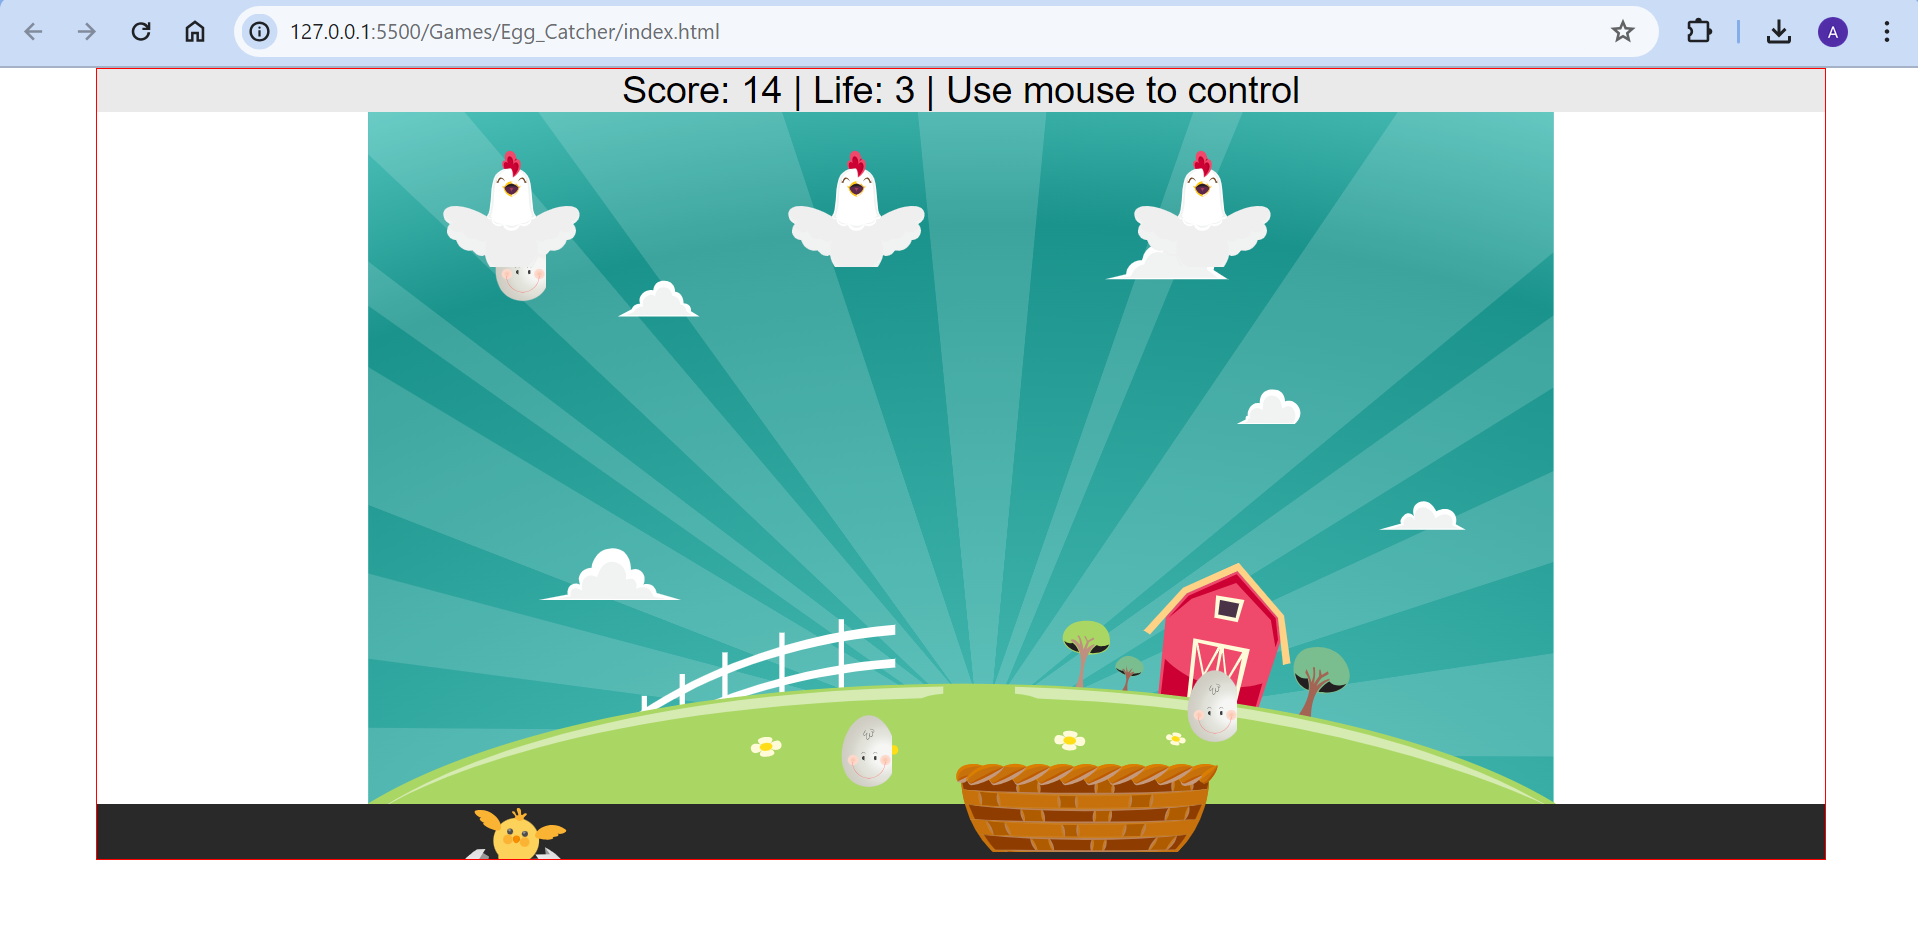 127.0.0.1:5500/Games/Egg_Catcher/index.html
A
Score: 14 | Life: 3 | Use mouse to control